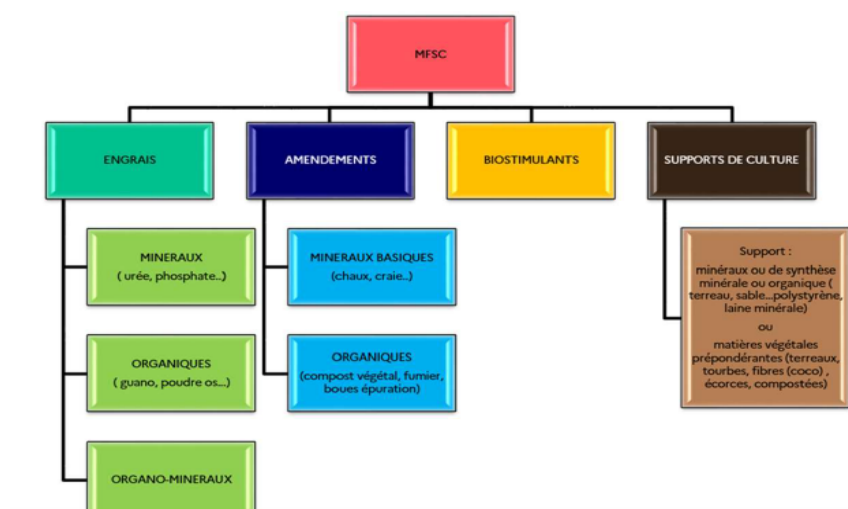 MFSC
ENGRAIS
AMENDEMENTS
BIOSTIMULANTS
SUPPORTS DE CULTURE
MINERAUX
( urée, phosphate..)
MINERAUX BASIQUES
(chaux, craie..)
Support :
minéraux ou de synthèse
minérale ou organique (
terreau, sable...polystyrène,
laine minérale)
ou
matières végétales
prépondérantes (terreaux,
tourbes, fibres (coco) ,
écorces, compostées)
ORGANIQUES
( guano, poudre os...)
ORGANIQUES
(compost végétal, fumier,
boues épuration)
ORGANO-MINERAUX